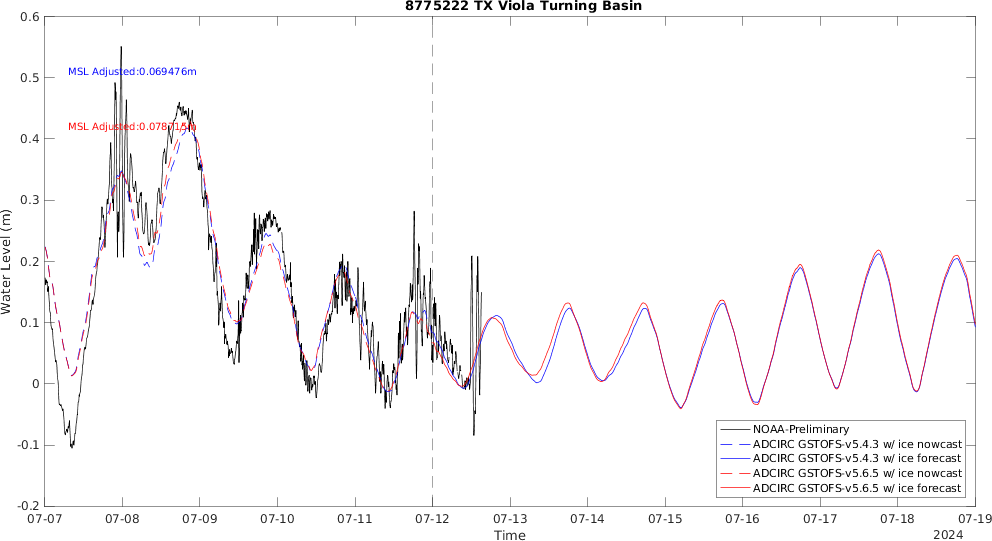 8775222 TX Viola Turning Basin
0.6
0.5
0.4
0.3
0.2
0.1
0
-0.1
-0.2
Water Level (m)
MSL Adjusted:0.069476m
MSL
07-07
07-08
07-09
07-10
07-11
07-12
07-13
07-14
07-15
07-16
07-17
07-18
07-19
Time
2024
NOAA-Preliminary
ADCIRC GSTOFS-v5.4.3 w/ ice nowcast
ADCIRC GSTOFS-v5.4.3 w/ ice forecast
ADCIRC GSTOFS-v5.6.5 w/ ice nowcast
ADCIRC GSTOFS-v5.6.5 w/ ice forecast